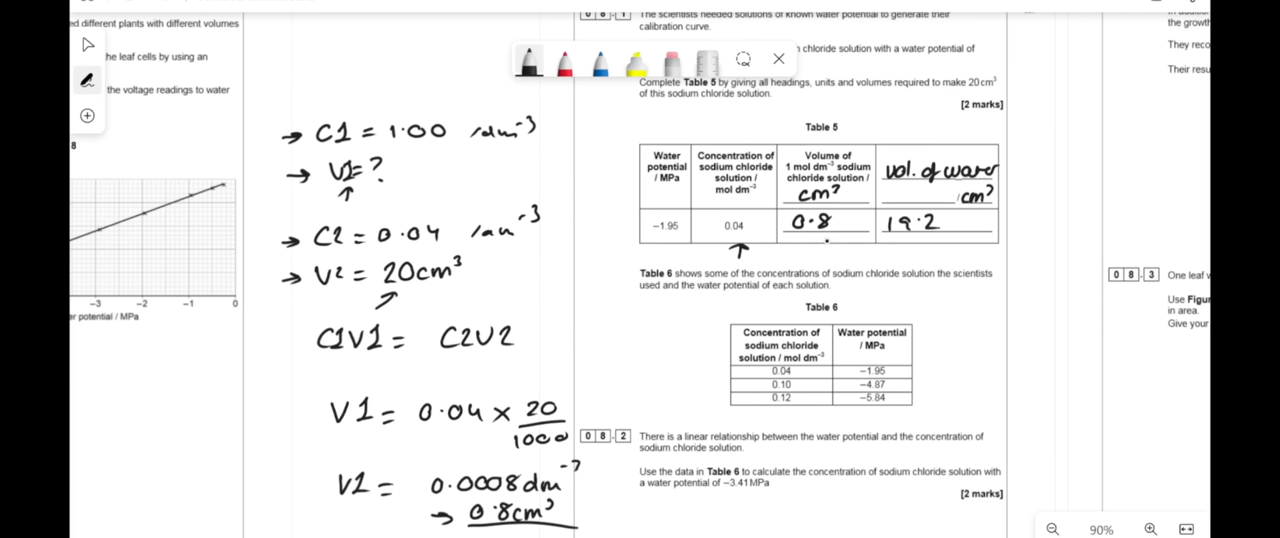 ed different plants with different volumes
he leaf cells by using an
the voltage readings to water
8
−3 −2 −1 0
er potential / MPa
→ C1 = 1.00 /dm⁻³
→ V1 = ?
↑
→ C2 = 0.04 /dm⁻³
→ V2 = 20cm³
C1V1 = C2V2
V1 = 0.04 × 20
1000
V1 = 0.0008 dm⁻³
→ 0.8cm³
0 8 . 1 The scientists needed solutions of known water potential to generate their
calibration curve.
n chloride solution with a water potential of
Complete Table 5 by giving all headings, units and volumes required to make 20 cm³
of this sodium chloride solution.
[2 marks]
Table 5
Water potential / MPa
Concentration of sodium chloride solution / mol dm⁻³
Volume of 1 mol dm⁻³ sodium chloride solution / cm³
vol. of water / cm³
−1.95 0.04 0.8 19.2
↑
Table 6 shows some of the concentrations of sodium chloride solution the scientists
used and the water potential of each solution.
Table 6
Concentration of sodium chloride solution / mol dm⁻³
Water potential / MPa
0.04 −1.95
0.10 −4.87
0.12 −5.84
0 8 . 2 There is a linear relationship between the water potential and the concentration of
sodium chloride solution.
Use the data in Table 6 to calculate the concentration of sodium chloride solution with
a water potential of −3.41 MPa
[2 marks]
the growth
They reco
Their resu
0 8 . 3 One leaf w
Use Figur
in area.
Give your
90%